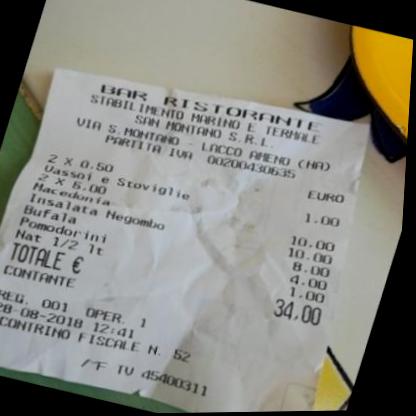 BAR RISTORANTE
STABILIMENTO MARINO E TERMALE
SAN MONTANO S.R.L.
VIA S.MONTANO - LACCO AMENO (NA)
PARTITA IVA 00200430635
EURO
2 X 0.50
Vassoi e Stoviglie 1.00
2 X 5.00
Macedonia 10.00
Insalata Negombo 10.00
Bufala 8.00
Pomodorini 4.00
Nat 1/2 lt 1.00
TOTALE € 34.00
CONTANTE
REG. 001 OPER. 1
28-08-2018 12:41
SCONTRINO FISCALE N. 52
/F IV 45400311